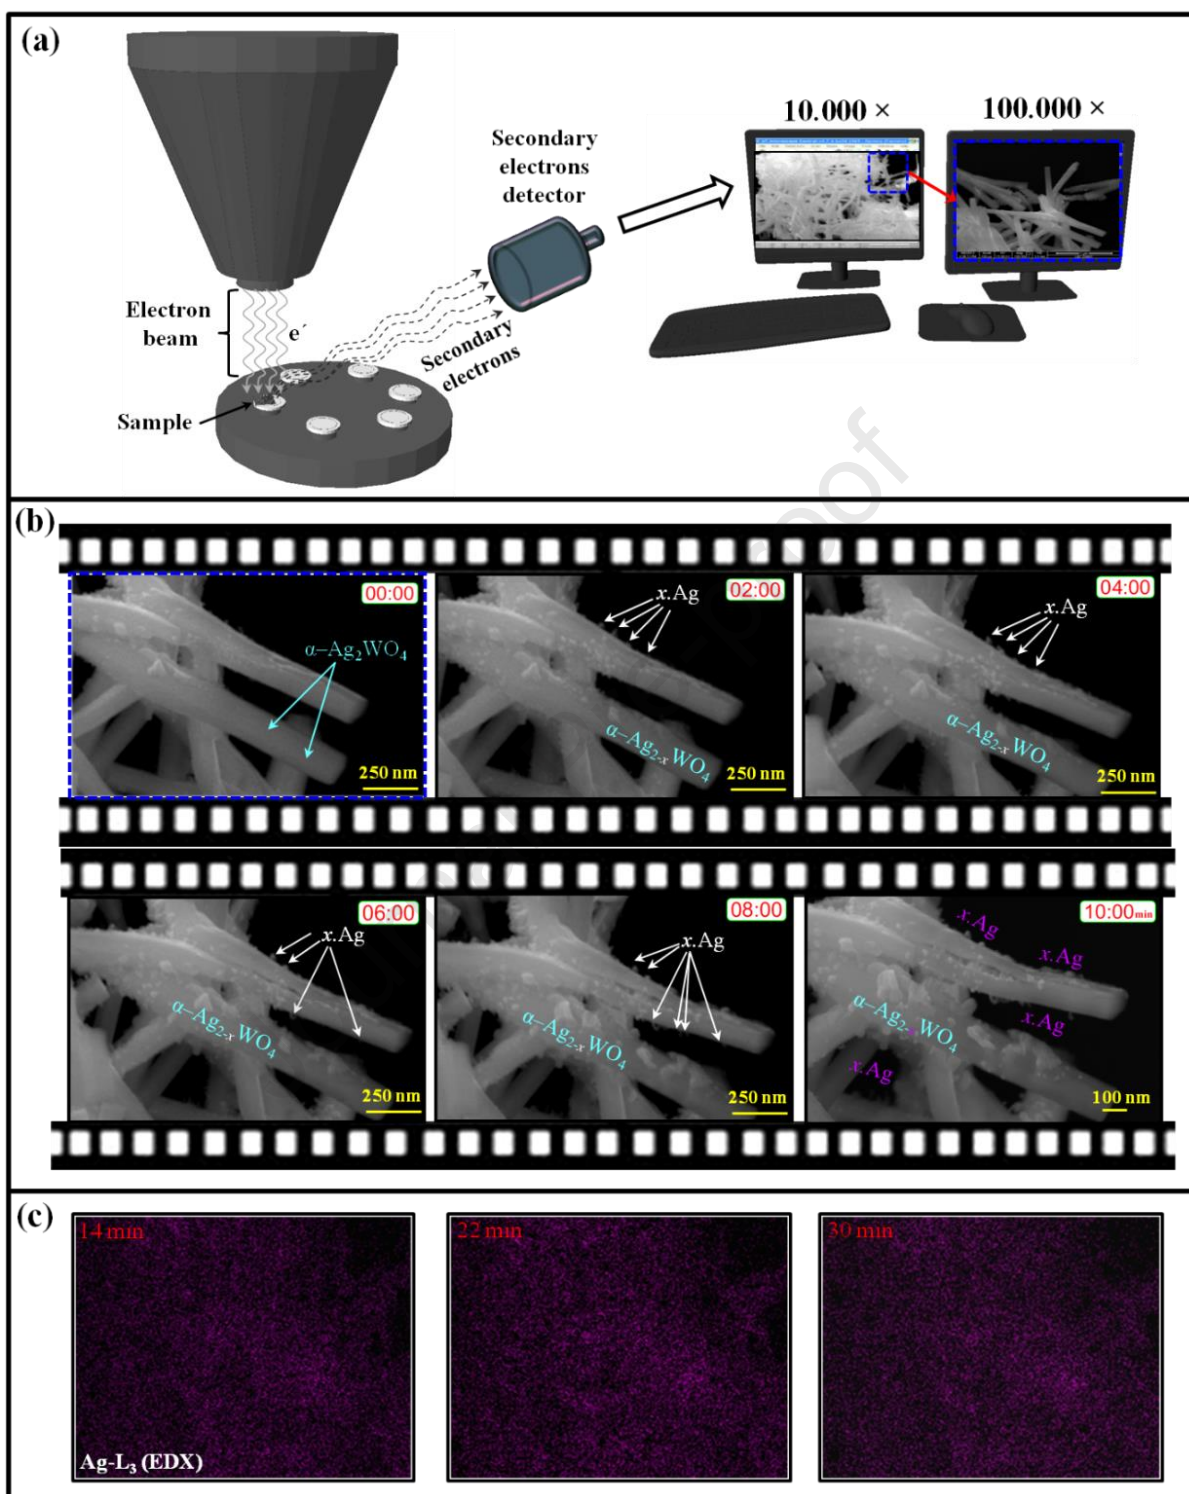 (a)
10.000 ×
100.000 ×
Secondary
electrons
detector
Electron
beam
e⁻
Secondary
electrons
Sample
(b)
00:00
α–Ag₂WO₄
250 nm
02:00
x.Ag
α–Ag₂₋ₓWO₄
250 nm
04:00
x.Ag
α–Ag₂₋ₓWO₄
250 nm
06:00
x.Ag
α–Ag₂₋ₓWO₄
250 nm
08:00
x.Ag
α–Ag₂₋ₓWO₄
250 nm
10:00min
x.Ag
x.Ag
x.Ag
α–Ag₂₋ₓWO₄
x.Ag
100 nm
(c)
14 min
22 min
30 min
Ag-L₃ (EDX)